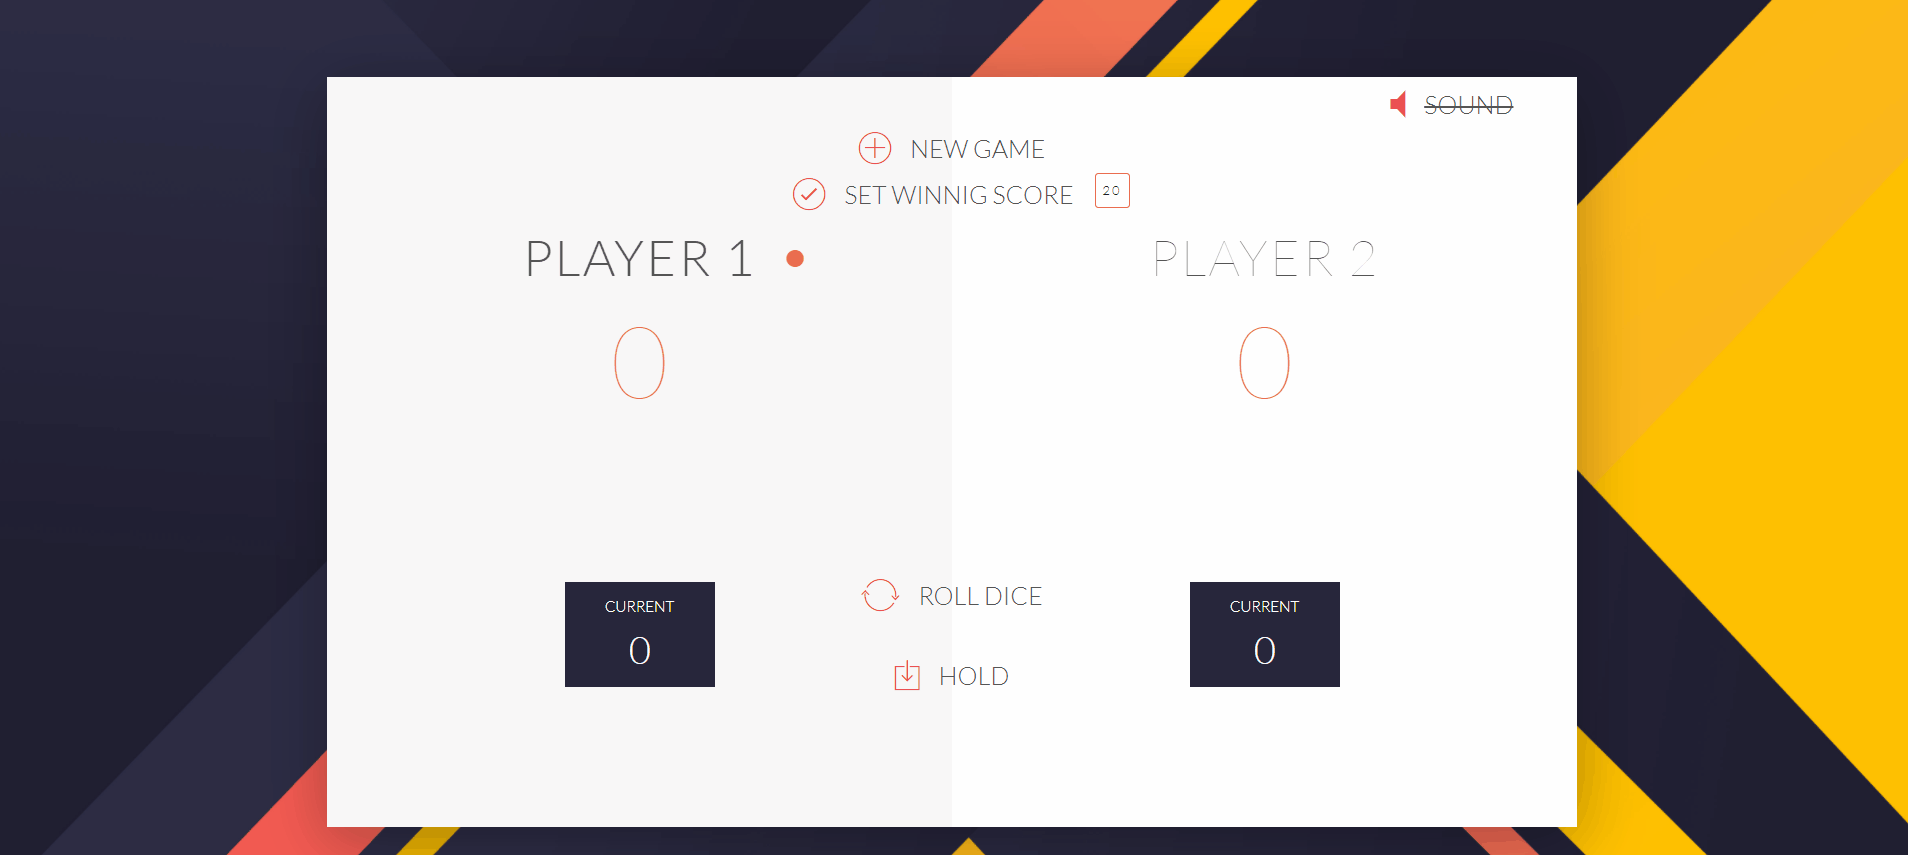 SOUND
NEW GAME
SET WINNIG SCORE 20
PLAYER 1
PLAYER 2
0
0
CURRENT
0
ROLL DICE
HOLD
CURRENT
0